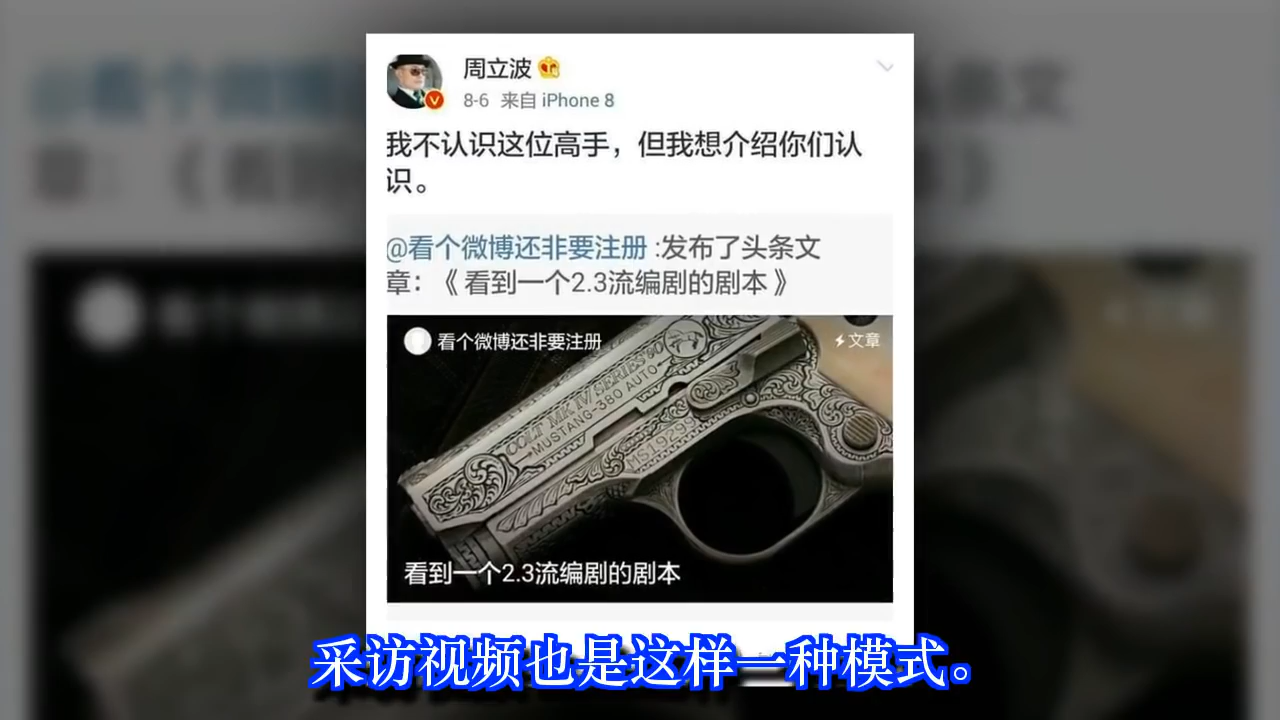 周立波
8-6 来自 iPhone 8
我不认识这位高手，但我想介绍你们认
识。
@看个微博还非要注册 :发布了头条文
章：《看到一个2.3流编剧的剧本》
看个微博还非要注册
文章
COLT MK IV SERIES 80
MUSTANG-380 AUTO
MS19299
看到一个2.3流编剧的剧本
采访视频也是这样一种模式。